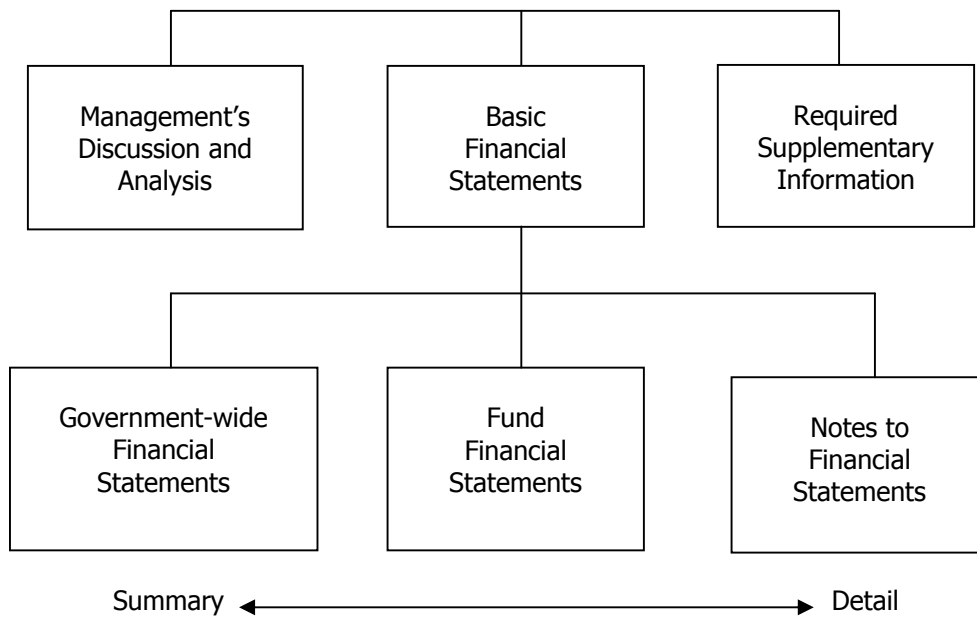 Management’s
Discussion and
Analysis
Basic
Financial
Statements
Required
Supplementary
Information
Government-wide
Financial
Statements
Fund
Financial
Statements
Notes to
Financial
Statements
Summary
Detail